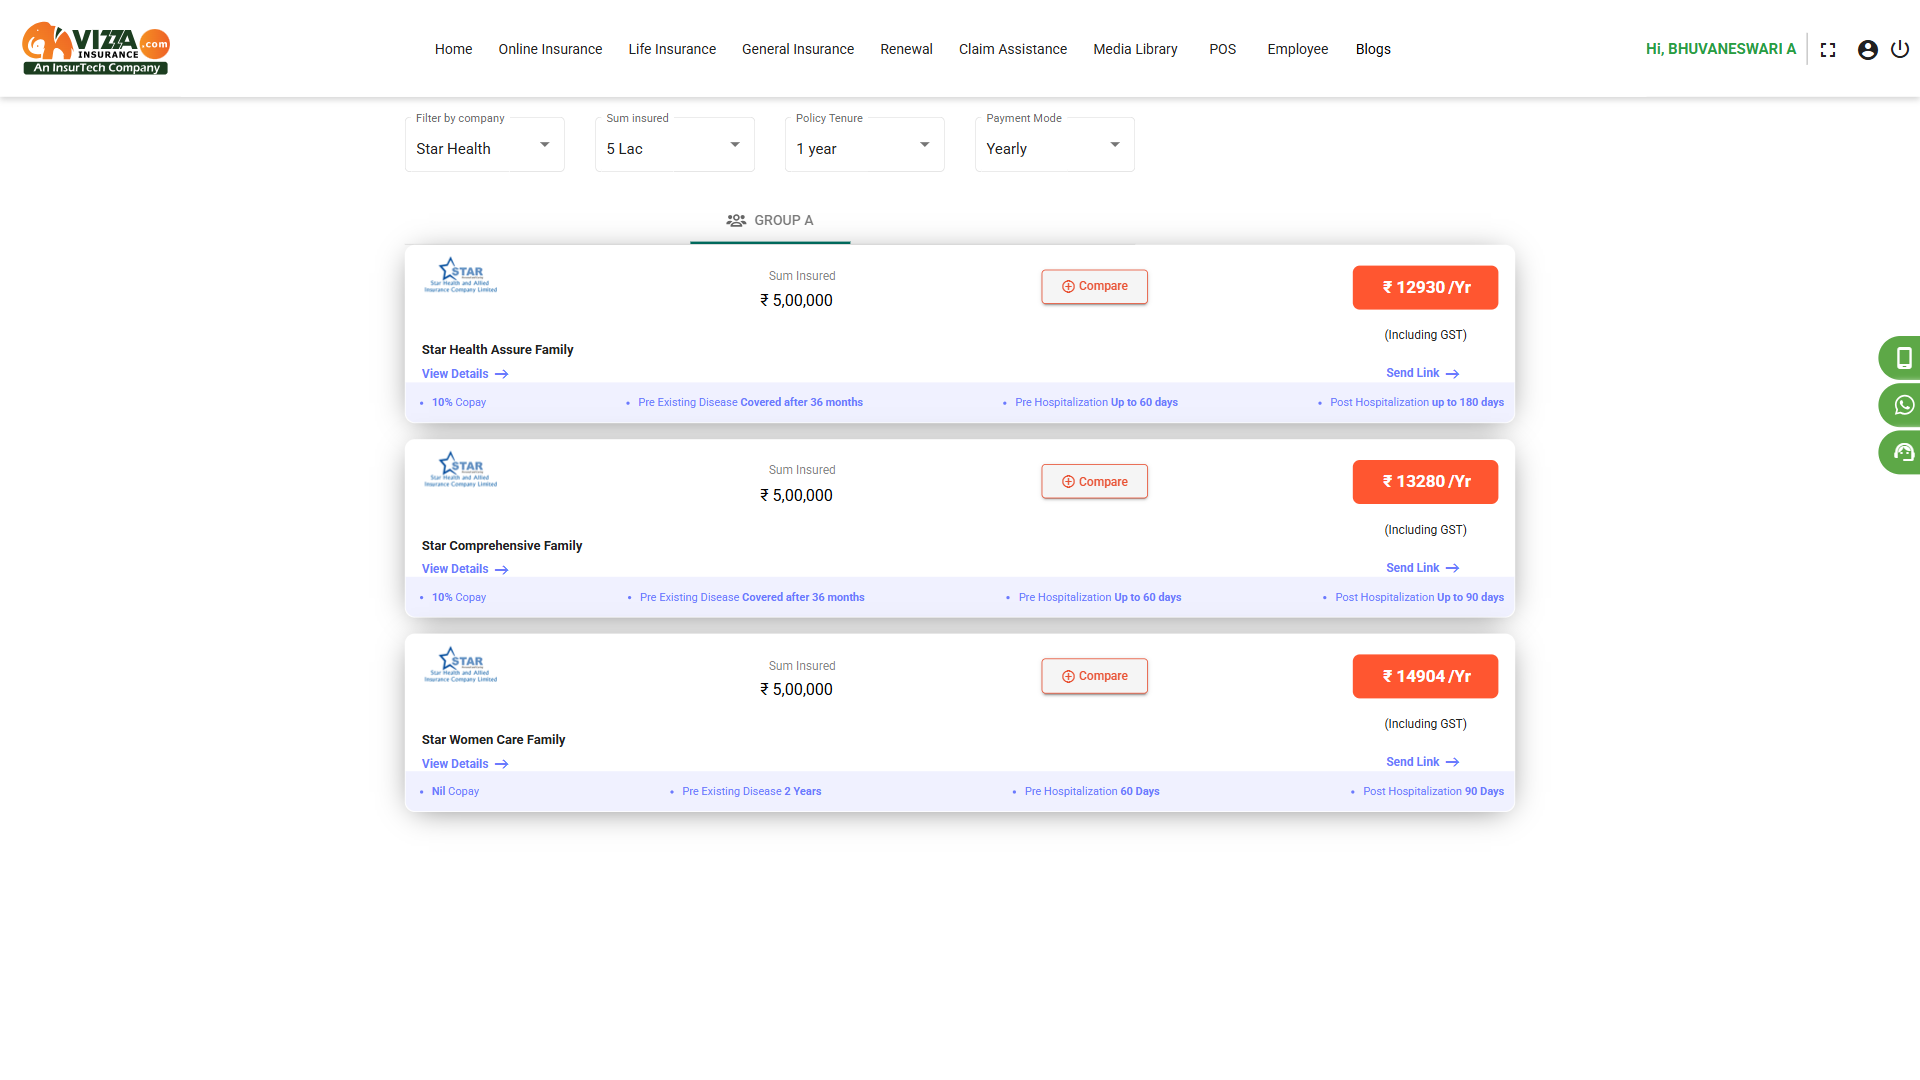 VIZZA .com
INSURANCE
An InsurTech Company
Home Online Insurance Life Insurance General Insurance Renewal Claim Assistance Media Library POS Employee Blogs
Hi, BHUVANESWARI A
Filter by company Sum insured Policy Tenure Payment Mode
Star Health 5 Lac 1 year Yearly
GROUP A
STAR
Star Health and Allied
Insurance Company Limited
Sum Insured
₹ 5,00,000
Compare
₹ 12930 /Yr
(Including GST)
Star Health Assure Family
View Details
Send Link
10% Copay Pre Existing Disease Covered after 36 months Pre Hospitalization Up to 60 days Post Hospitalization up to 180 days
STAR
Star Health and Allied
Insurance Company Limited
Sum Insured
₹ 5,00,000
Compare
₹ 13280 /Yr
(Including GST)
Star Comprehensive Family
View Details
Send Link
10% Copay Pre Existing Disease Covered after 36 months Pre Hospitalization Up to 60 days Post Hospitalization Up to 90 days
STAR
Star Health and Allied
Insurance Company Limited
Sum Insured
₹ 5,00,000
Compare
₹ 14904 /Yr
(Including GST)
Star Women Care Family
View Details
Send Link
Nil Copay Pre Existing Disease 2 Years Pre Hospitalization 60 Days Post Hospitalization 90 Days